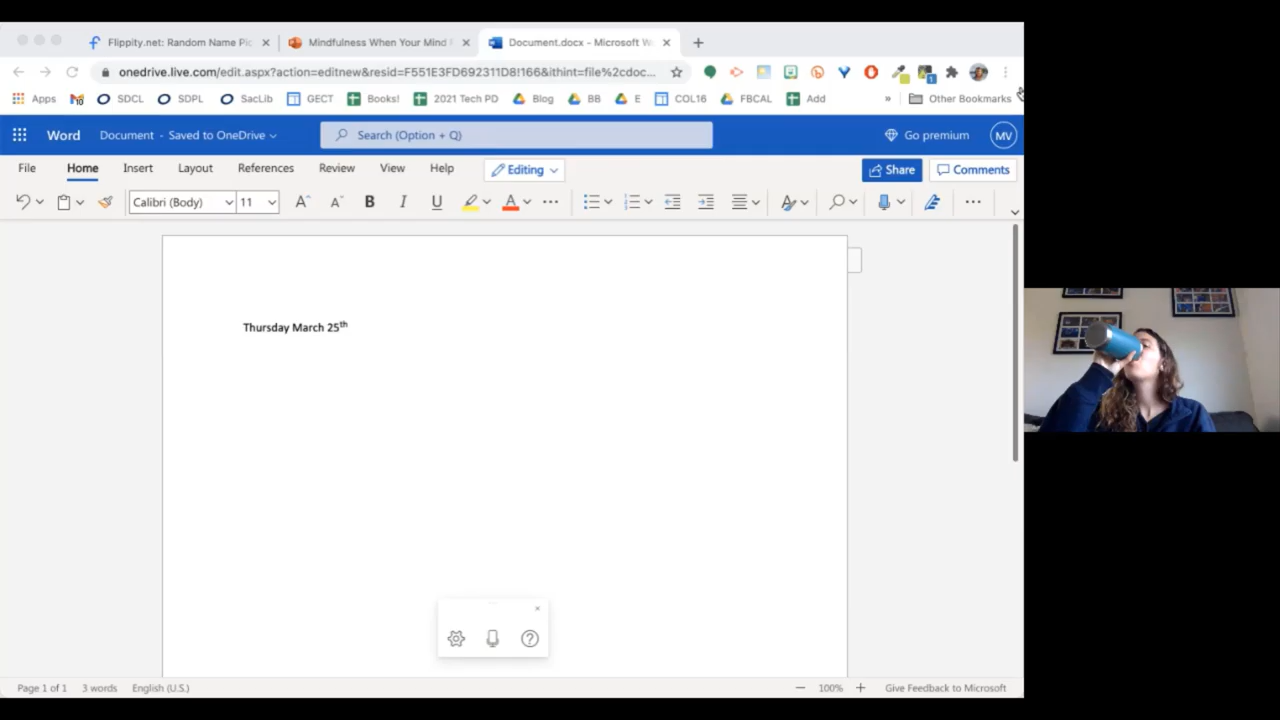 Flippity.net: Random Name Pic
Mindfulness When Your Mind
Document.docx - Microsoft W
onedrive.live.com/edit.aspx?action=editnew&resid=F551E3FD692311D8!166&ithint=file%2cdoc...
Apps SDCL SDPL SacLib GECT Books! 2021 Tech PD Blog BB E COL16 FBCAL Add » Other Bookmarks
Word Document - Saved to OneDrive Search (Option + Q) Go premium MV
File Home Insert Layout References Review View Help Editing Share Comments
Calibri (Body) 11 A A B I U A ...
Thursday March 25th
Page 1 of 1 3 words English (U.S.) 100% Give Feedback to Microsoft